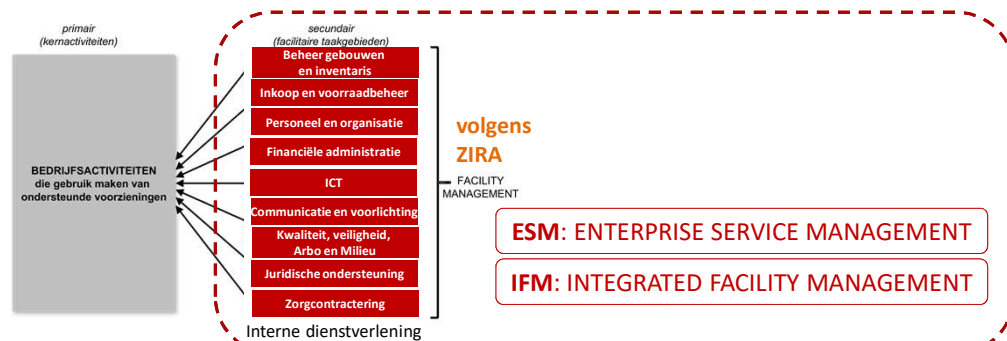 primair
(kernactiviteiten)
secundair
(facilitaire taakgebieden)
BEDRIJFSACTIVITEITEN
die gebruik maken van
ondersteunde voorzieningen
Beheer gebouwen
en inventaris
Inkoop en voorraadbeheer
Personeel en organisatie
Financiële administratie
ICT
Communicatie en voorlichting
Kwaliteit, veiligheid,
Arbo en Milieu
Juridische ondersteuning
Zorgcontractering
Interne dienstverlening
volgens
ZIRA
FACILITY
MANAGEMENT
ESM: ENTERPRISE SERVICE MANAGEMENT
IFM: INTEGRATED FACILITY MANAGEMENT